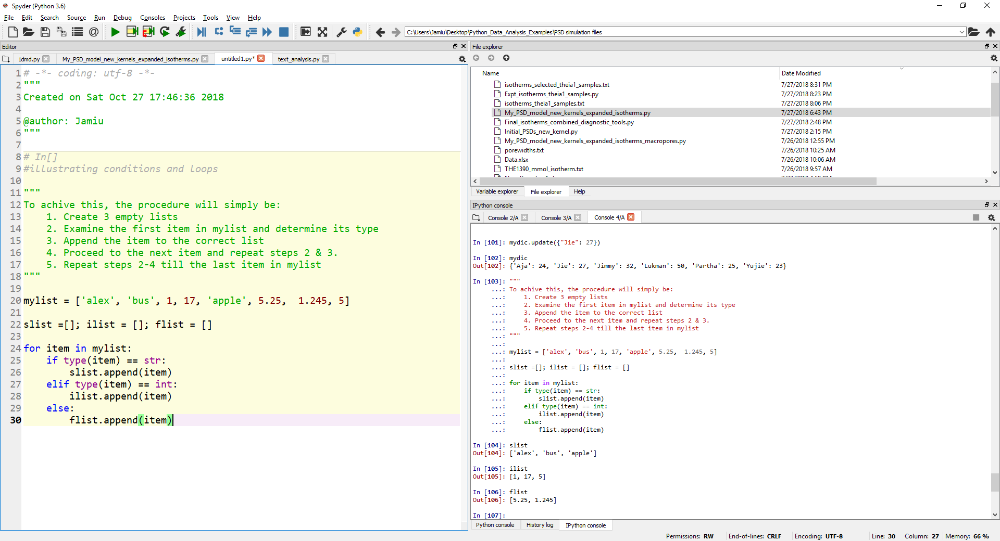 Spyder (Python 3.6)
File Edit Search Source Run Debug Consoles Projects Tools View Help
C:\Users\Jamiu\Desktop\Python_Data_Analysis_Examples\PSD simulation files
Editor
1dmd.py My_PSD_model_new_kernels_expanded_isotherms.py untitled1.py* text_analysis.py
1 # -*- coding: utf-8 -*-
2 """
3 Created on Sat Oct 27 17:46:36 2018
4
5 @author: Jamiu
6 """
7
8 # In[]
9 #illustrating conditions and loops
10
11 """
12 To achive this, the procedure will simply be:
13     1. Create 3 empty lists
14     2. Examine the first item in mylist and determine its type
15     3. Append the item to the correct list
16     4. Proceed to the next item and repeat steps 2 & 3.
17     5. Repeat steps 2-4 till the last item in mylist
18 """
19
20 mylist = ['alex', 'bus', 1, 17, 'apple', 5.25,  1.245, 5]
21
22 slist =[]; ilist = []; flist = []
23
24 for item in mylist:
25     if type(item) == str:
26         slist.append(item)
27     elif type(item) == int:
28         ilist.append(item)
29     else:
30         flist.append(item)
File explorer
Name Date Modified
isotherms_selected_theia1_samples.txt 7/27/2018 8:31 PM
Expt_isotherms_theia1_samples.py 7/27/2018 8:23 PM
isotherms_theia1_samples.txt 7/27/2018 8:06 PM
My_PSD_model_new_kernels_expanded_isotherms.py 7/27/2018 6:43 PM
Final_isotherms_combined_diagnostic_tools.py 7/27/2018 2:48 PM
Initial_PSDs_new_kernel.py 7/27/2018 2:15 PM
My_PSD_model_new_kernels_expanded_isotherms_macropores.py 7/26/2018 12:55 PM
porewidths.txt 7/26/2018 10:25 AM
Data.xlsx 7/26/2018 10:06 AM
THE1390_mmol_isotherm.txt 7/26/2018 9:57 AM
Variable explorer File explorer Help
IPython console
Console 2/A Console 3/A Console 4/A
In [101]: mydic.update({"Jie": 27})
In [102]: mydic
Out[102]: {'Aja': 24, 'Jie': 27, 'Jimmy': 32, 'Lukman': 50, 'Partha': 25, 'Yujie': 23}
In [103]: """
...: To achive this, the procedure will simply be:
...:     1. Create 3 empty lists
...:     2. Examine the first item in mylist and determine its type
...:     3. Append the item to the correct list
...:     4. Proceed to the next item and repeat steps 2 & 3.
...:     5. Repeat steps 2-4 till the last item in mylist
...: """
...:
...: mylist = ['alex', 'bus', 1, 17, 'apple', 5.25,  1.245, 5]
...:
...: slist =[]; ilist = []; flist = []
...:
...: for item in mylist:
...:     if type(item) == str:
...:         slist.append(item)
...:     elif type(item) == int:
...:         ilist.append(item)
...:     else:
...:         flist.append(item)
In [104]: slist
Out[104]: ['alex', 'bus', 'apple']
In [105]: ilist
Out[105]: [1, 17, 5]
In [106]: flist
Out[106]: [5.25, 1.245]
In [107]:
Python console History log IPython console
Permissions: RW End-of-lines: CRLF Encoding: UTF-8 Line: 30 Column: 27 Memory: 66 %